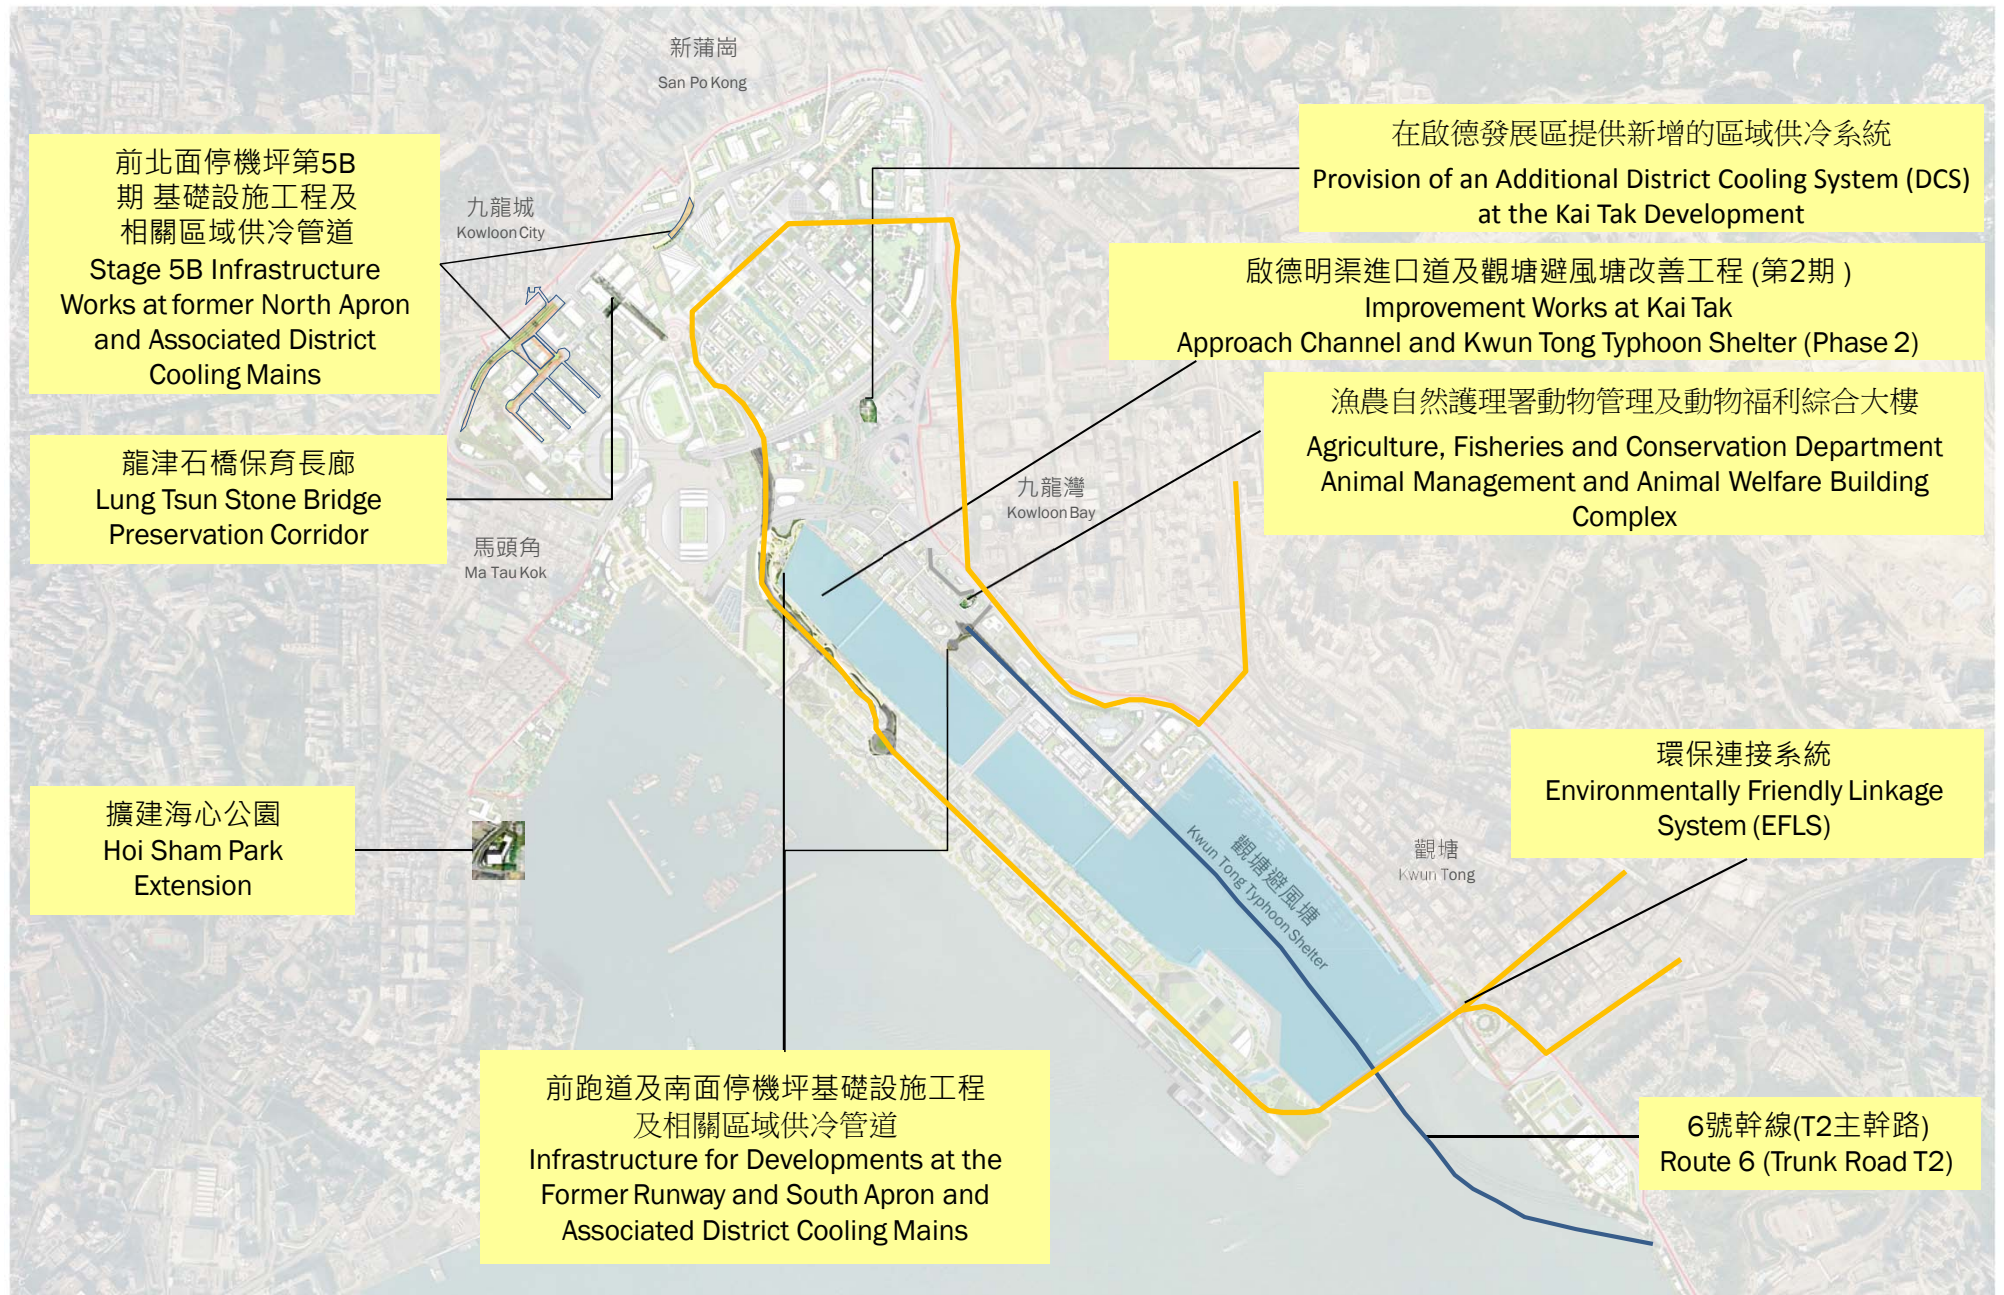 新蒲崗
San Po Kong
前北面停機坪第5B
期 基礎設施工程及
相關區域供冷管道
Stage 5B Infrastructure
Works at former North Apron
and Associated District
Cooling Mains
九龍城
Kowloon City
在啟德發展區提供新增的區域供冷系統
Provision of an Additional District Cooling System (DCS)
at the Kai Tak Development
啟德明渠進口道及觀塘避風塘改善工程 (第2期 )
Improvement Works at Kai Tak
Approach Channel and Kwun Tong Typhoon Shelter (Phase 2)
漁農自然護理署動物管理及動物福利綜合大樓
Agriculture, Fisheries and Conservation Department
Animal Management and Animal Welfare Building
Complex
龍津石橋保育長廊
Lung Tsun Stone Bridge
Preservation Corridor
九龍灣
Kowloon Bay
馬頭角
Ma Tau Kok
環保連接系統
Environmentally Friendly Linkage
System (EFLS)
擴建海心公園
Hoi Sham Park
Extension
觀塘避風塘
Kwun Tong Typhoon Shelter
觀塘
Kwun Tong
前跑道及南面停機坪基礎設施工程
及相關區域供冷管道
Infrastructure for Developments at the
Former Runway and South Apron and
Associated District Cooling Mains
6號幹線(T2主幹路)
Route 6 (Trunk Road T2)